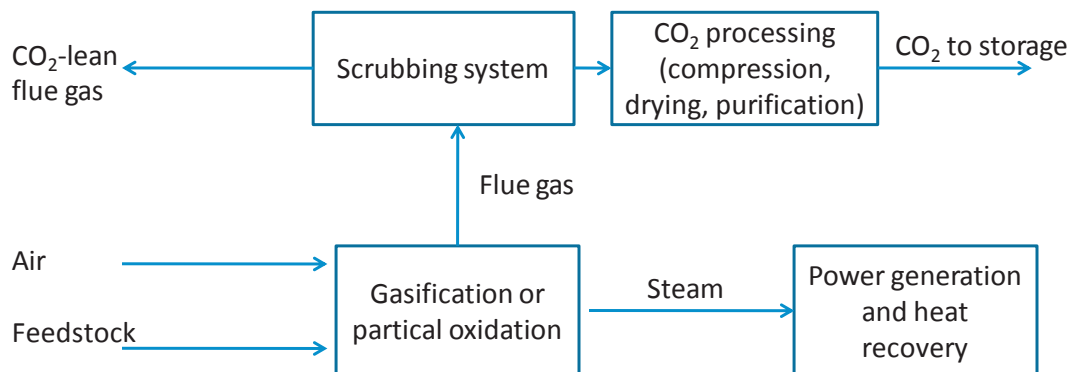 CO₂-lean
flue gas
Scrubbing system
CO₂ processing
(compression,
drying, purification)
CO₂ to storage
Flue gas
Air
Feedstock
Gasification or
partical oxidation
Steam
Power generation
and heat
recovery